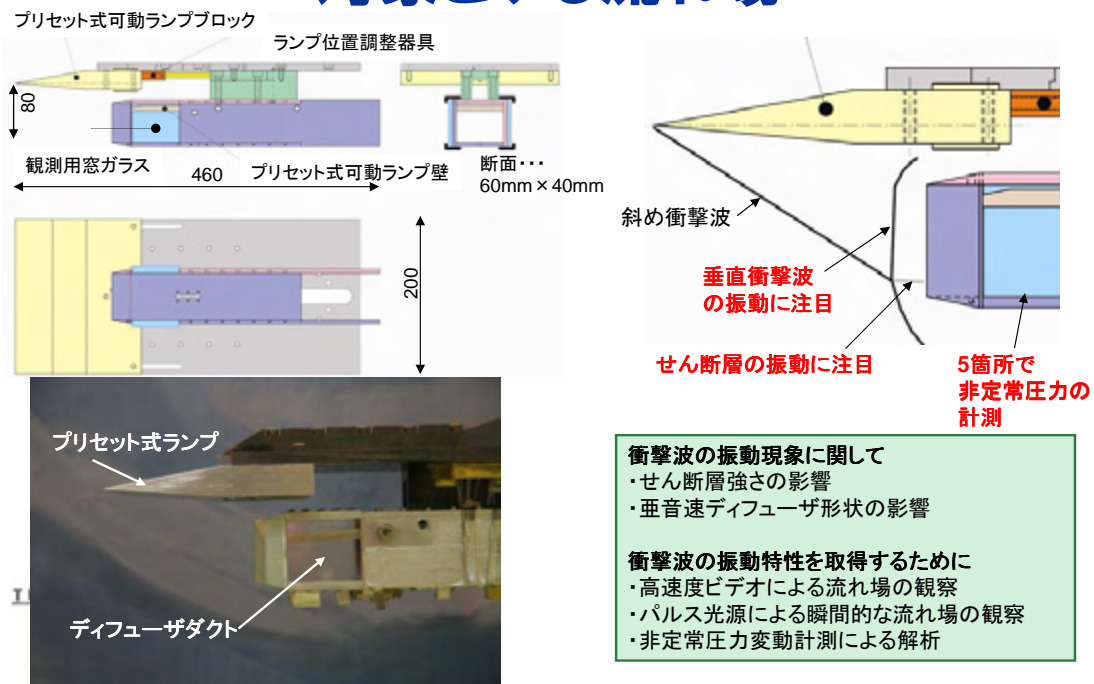 対象とする流れ場
プリセット式可動ランプブロック
ランプ位置調整器具
80
観測用窓ガラス
460
プリセット式可動ランプ壁
断面･･･
60mm×40mm
200
プリセット式ランプ
ディフューザダクト
斜め衝撃波
垂直衝撃波
の振動に注目
せん断層の振動に注目
5箇所で
非定常圧力の
計測
衝撃波の振動現象に関して
・せん断層強さの影響
・亜音速ディフューザ形状の影響
衝撃波の振動特性を取得するために
・高速度ビデオによる流れ場の観察
・パルス光源による瞬間的な流れ場の観察
・非定常圧力変動計測による解析